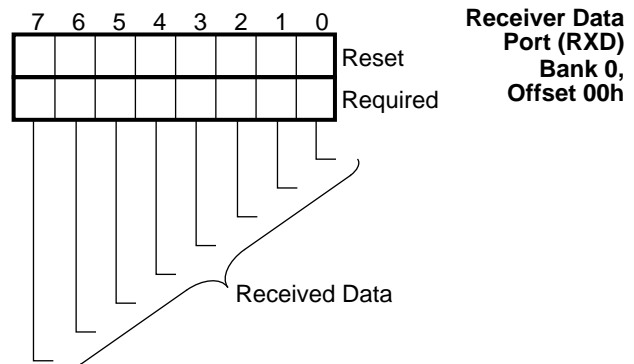 7 6 5 4 3 2 1 0
Reset
Required
Receiver Data
Port (RXD)
Bank 0,
Offset 00h
Received Data